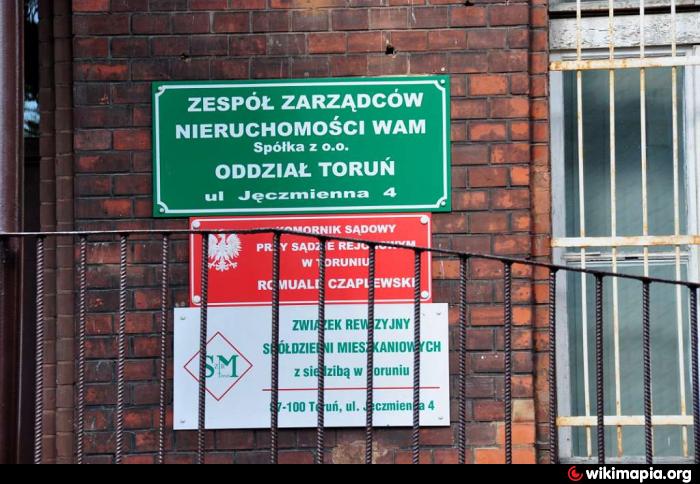 ZESPÓŁ ZARZĄDCÓW
NIERUCHOMOŚCI WAM
Spółka z o.o.
ODDZIAŁ TORUŃ
ul Jęczmienna 4
KOMORNIK SĄDOWY
PRZY SĄDZIE REJONOWYM
W TORUNIU
ROMUALD CZAPLEWSKI
ZWIĄZEK REWIZYJNY
SPÓŁDZIELNI MIESZKANIOWYCH
z siedzibą w Toruniu
SM
87-100 Toruń, ul. Jęczmienna 4
wikimapia.org